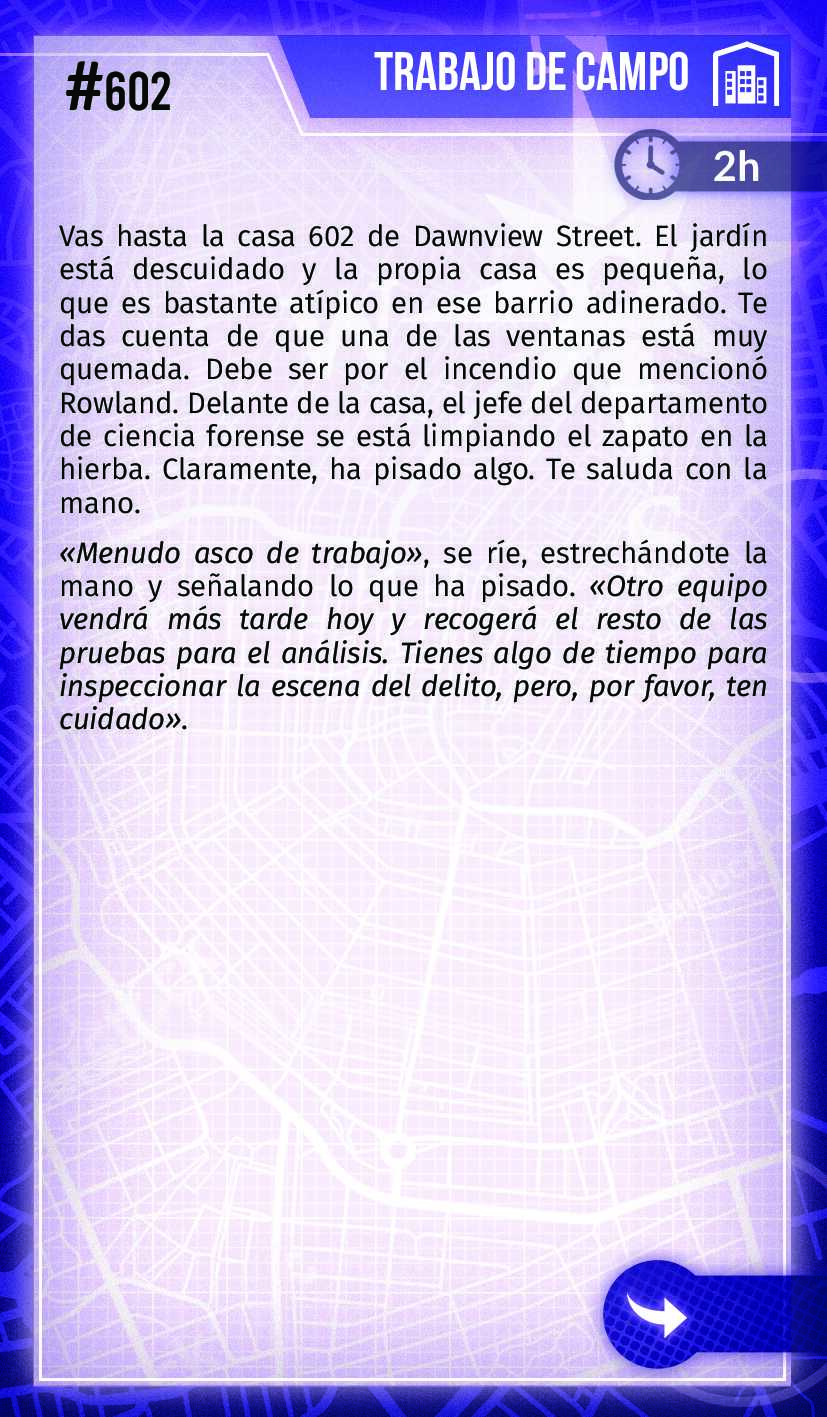 #602
TRABAJO DE CAMPO
2h
Vas hasta la casa 602 de Dawnview Street. El jardín
está descuidado y la propia casa es pequeña, lo
que es bastante atípico en ese barrio adinerado. Te
das cuenta de que una de las ventanas está muy
quemada. Debe ser por el incendio que mencionó
Rowland. Delante de la casa, el jefe del departamento
de ciencia forense se está limpiando el zapato en la
hierba. Claramente, ha pisado algo. Te saluda con la
mano.
«Menudo asco de trabajo», se ríe, estrechándote la
mano y señalando lo que ha pisado. «Otro equipo
vendrá más tarde hoy y recogerá el resto de las
pruebas para el análisis. Tienes algo de tiempo para
inspeccionar la escena del delito, pero, por favor, ten
cuidado».